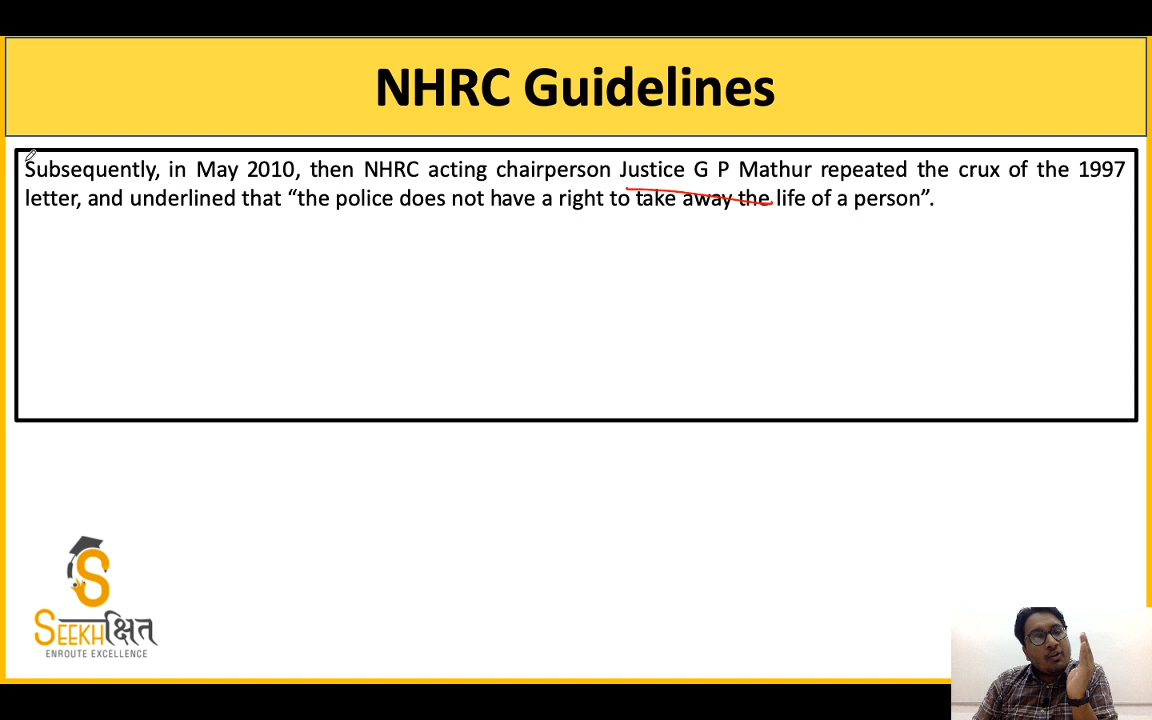 NHRC Guidelines
Subsequently, in May 2010, then NHRC acting chairperson Justice G P Mathur repeated the crux of the 1997
letter, and underlined that “the police does not have a right to take away the life of a person”.
SEEKHक्षित
ENROUTE EXCELLENCE